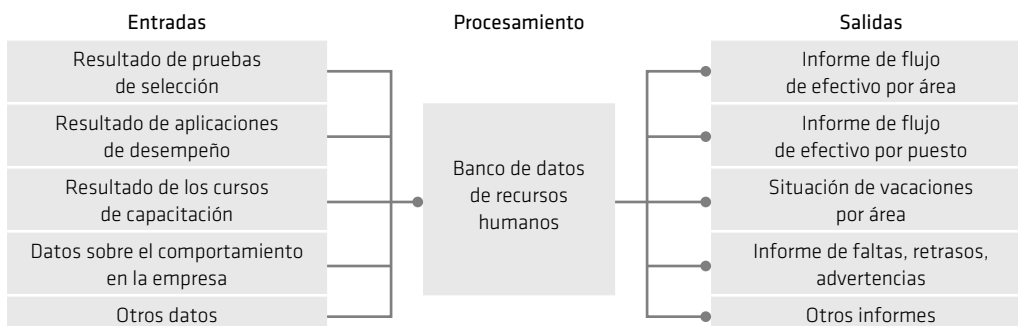 Entradas
Procesamiento
Salidas
Resultado de pruebas
de selección
Resultado de aplicaciones
de desempeño
Resultado de los cursos
de capacitación
Datos sobre el comportamiento
en la empresa
Otros datos
Banco de datos
de recursos
humanos
Informe de flujo
de efectivo por área
Informe de flujo
de efectivo por puesto
Situación de vacaciones
por área
Informe de faltas, retrasos,
advertencias
Otros informes